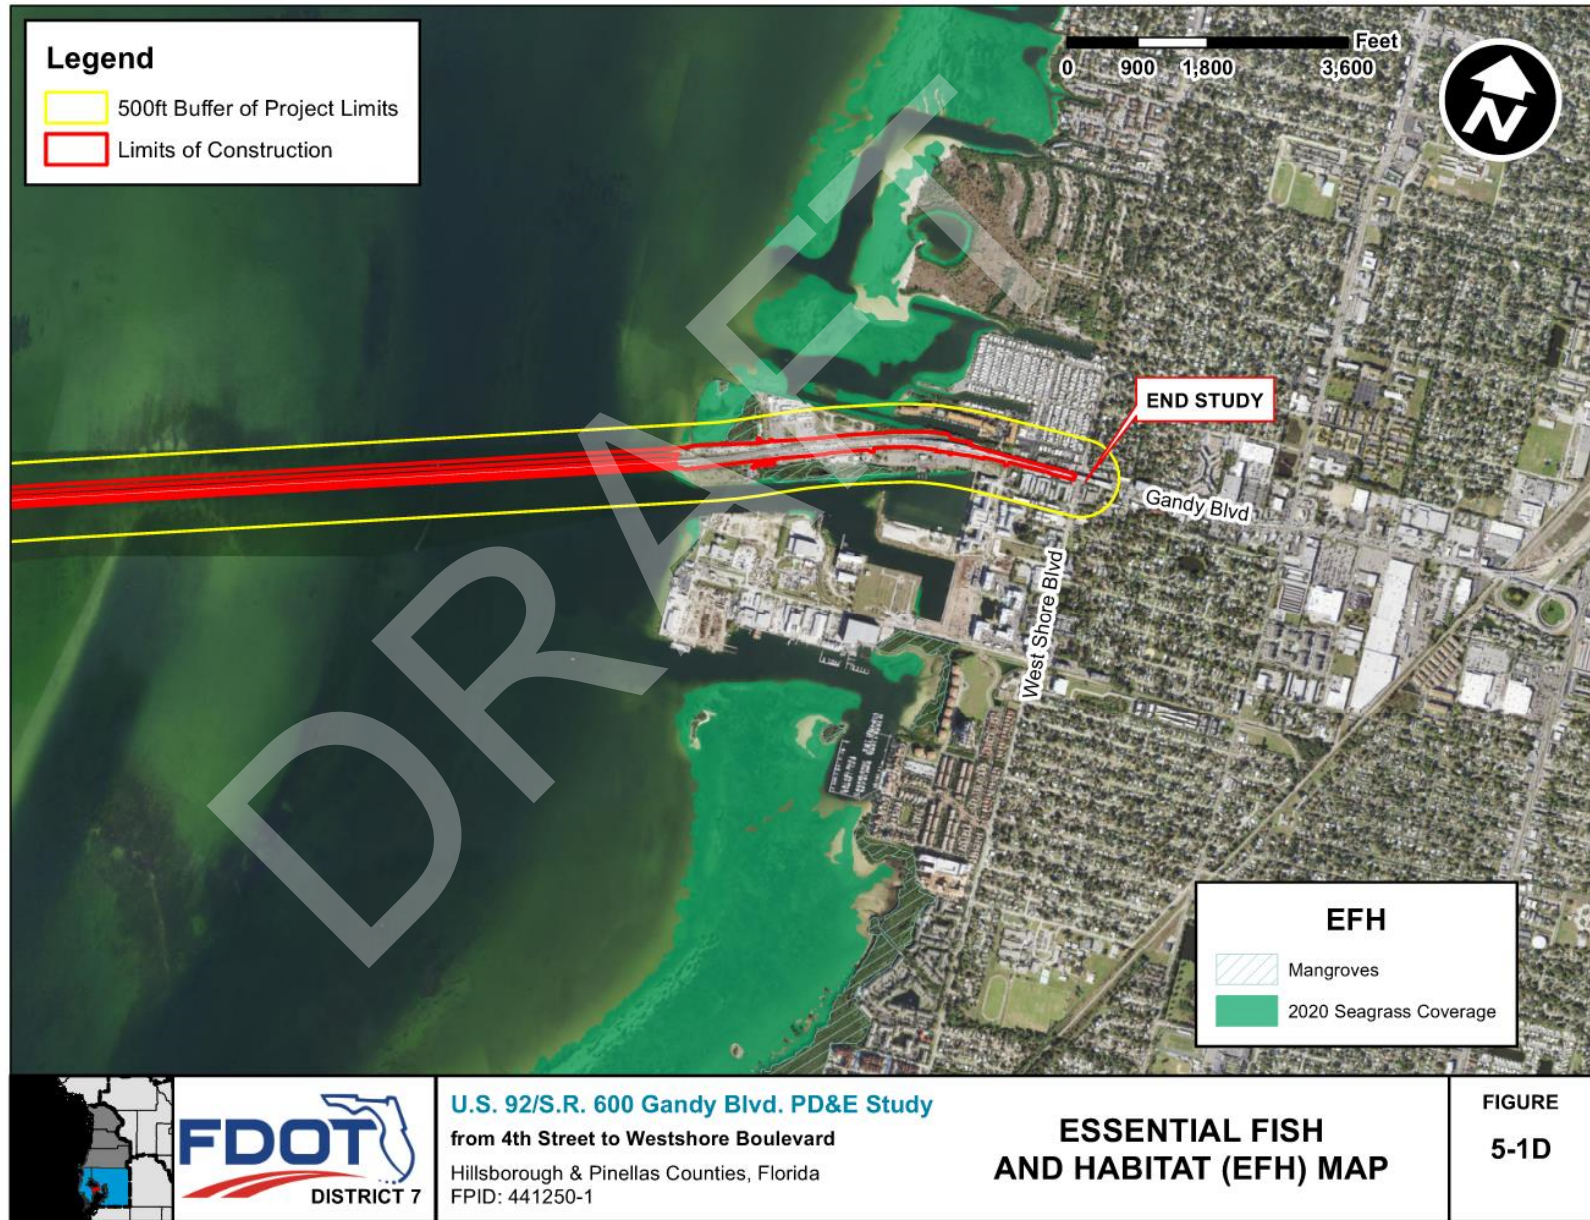 Legend
500ft Buffer of Project Limits
Limits of Construction
Feet
0 900 1,800 3,600
N
DRAFT
END STUDY
Gandy Blvd
West Shore Blvd
EFH
Mangroves
2020 Seagrass Coverage
FDOT
DISTRICT 7
U.S. 92/S.R. 600 Gandy Blvd. PD&E Study
from 4th Street to Westshore Boulevard
Hillsborough & Pinellas Counties, Florida
FPID: 441250-1
ESSENTIAL FISH
AND HABITAT (EFH) MAP
FIGURE
5-1D